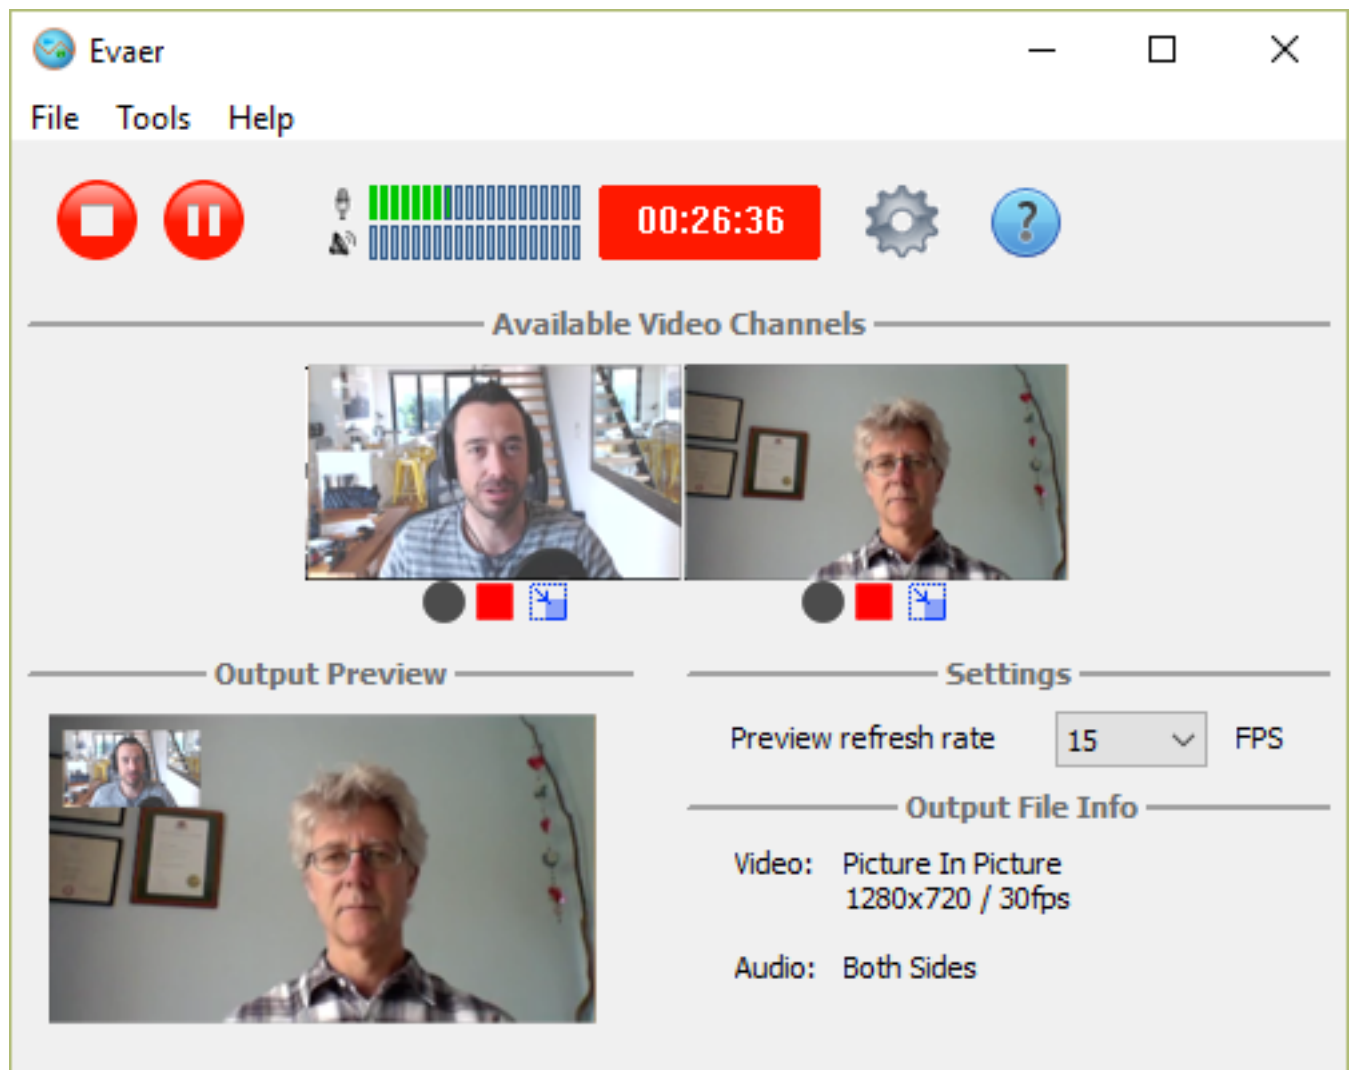 Evaer
File Tools Help
00:26:36
?
Available Video Channels
Output Preview
Settings
Preview refresh rate 15 FPS
Output File Info
Video: Picture In Picture
1280x720 / 30fps
Audio: Both Sides